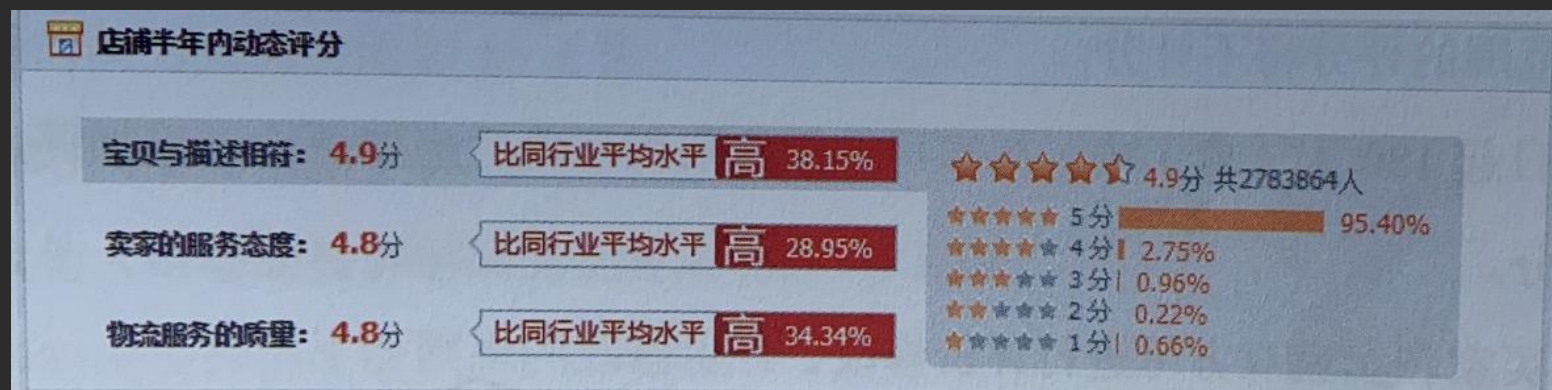 店铺半年内动态评分
宝贝与描述相符： 4.9分 比同行业平均水平 高 38.15%
卖家的服务态度： 4.8分 比同行业平均水平 高 28.95%
物流服务的质量： 4.8分 比同行业平均水平 高 34.34%
4.9分 共2783864人
5分 95.40%
4分 2.75%
3分 0.96%
2分 0.22%
1分 0.66%